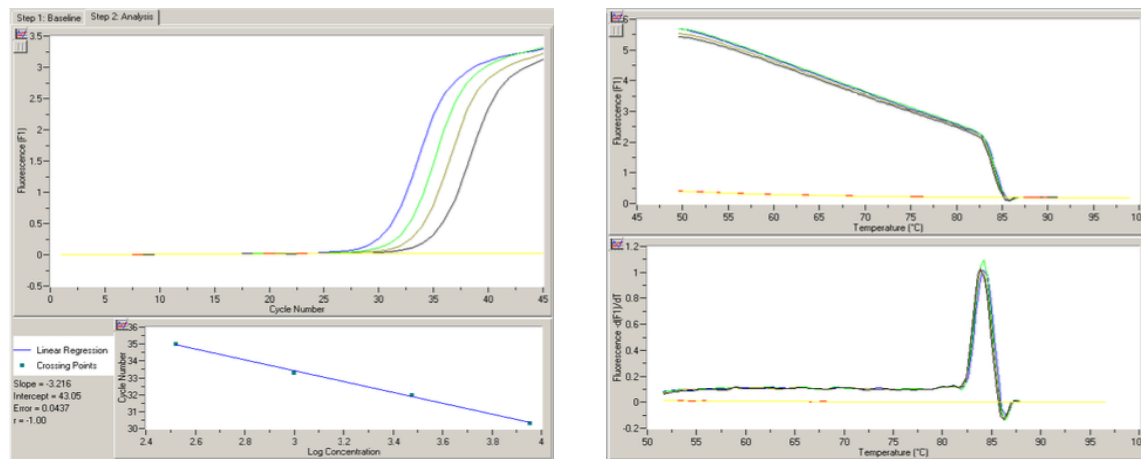 Step 1: Baseline Step 2: Analysis
Fluorescence (F1)
3.5
3
2.5
2
1.5
1
0.5
0
-0.5
0 5 10 15 20 25 30 35 40 45
Cycle Number
Linear Regression
Crossing Points
Slope = -3.216
Intercept = 43.05
Error = 0.0437
r = -1.00
Cycle Number
36
35
34
33
32
31
30
2.4 2.6 2.8 3 3.2 3.4 3.6 3.8 4
Log Concentration
Fluorescence (F1)
6
5
4
3
2
1
0
45 50 55 60 65 70 75 80 85 90 95 100
Temperature (°C)
Fluorescence -d(F1)/dT
1.2
1
0.8
0.6
0.4
0.2
0
-0.2
50 55 60 65 70 75 80 85 90 95 100
Temperature (°C)